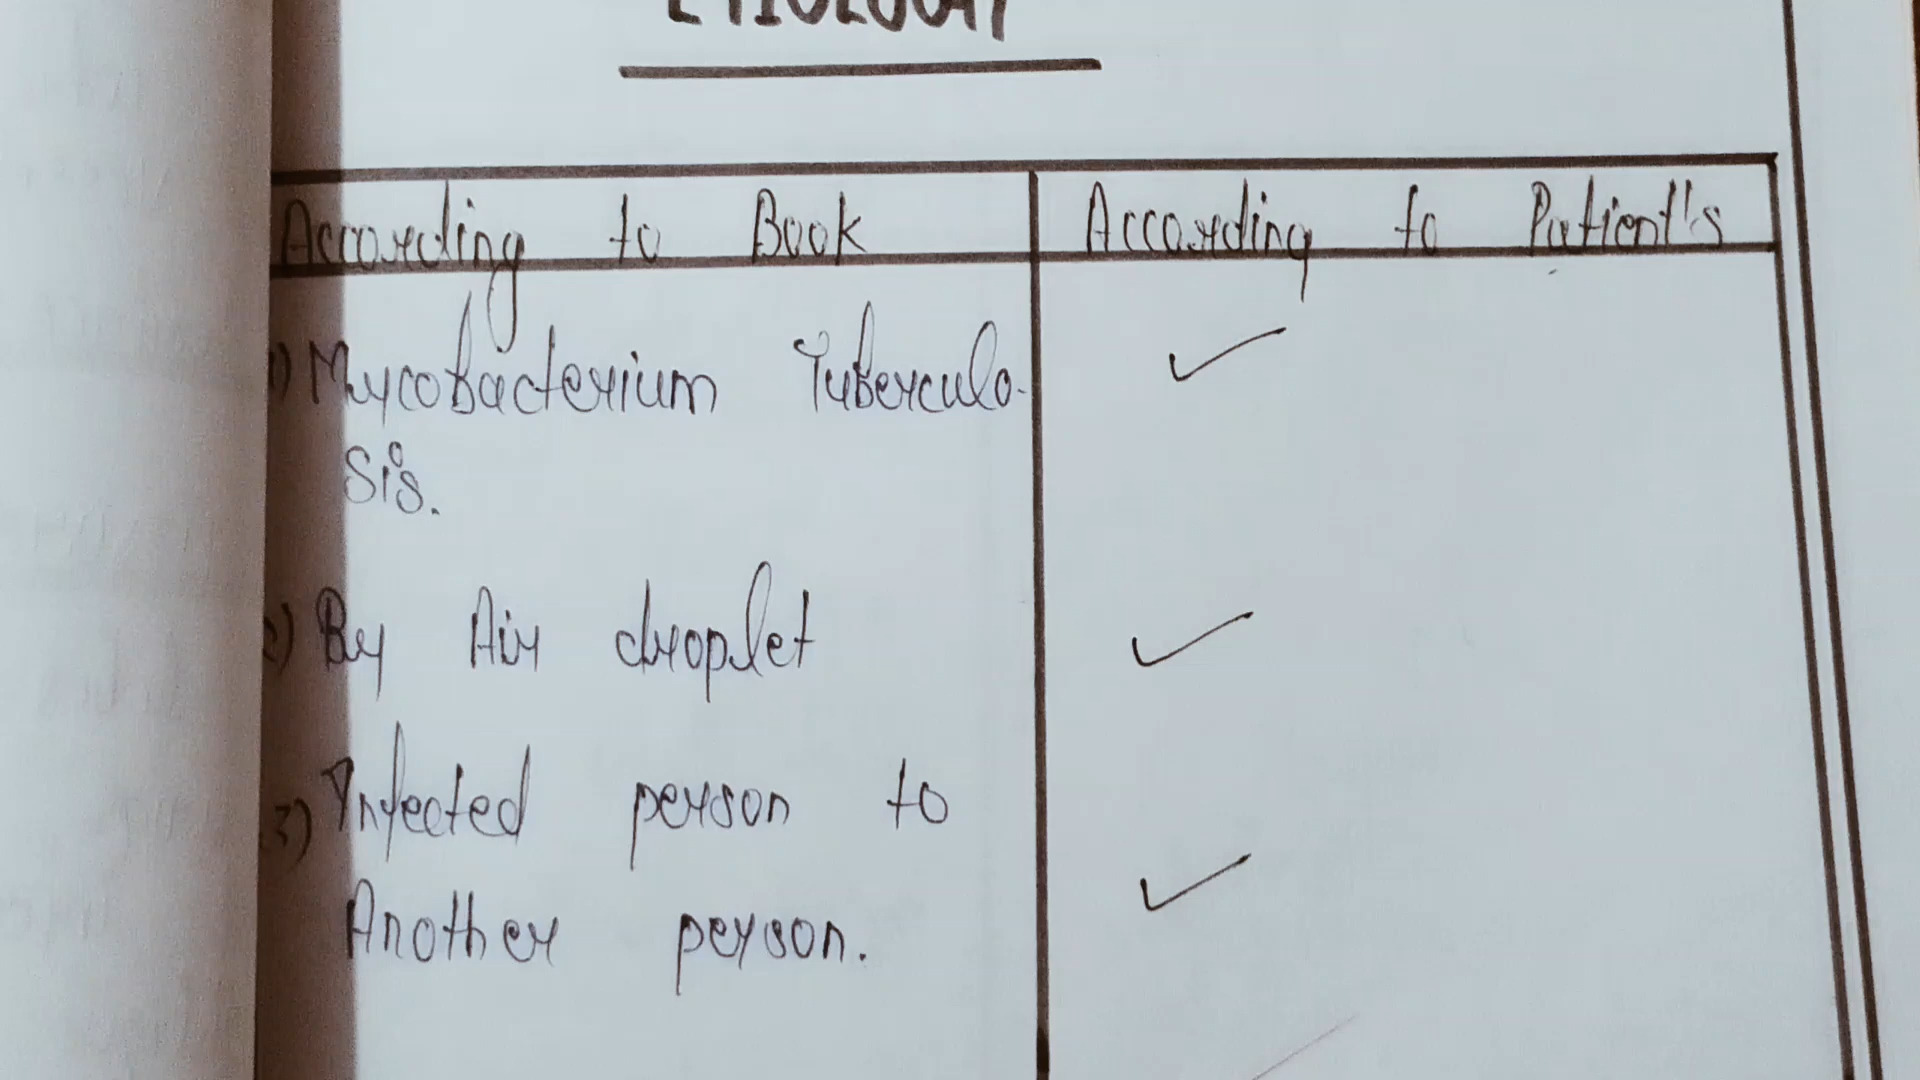 ETIOLOGY
According to Book
According to Patient's
1) Mycobacterium Tuberculo-
sis.
✓
2) By Air droplet
✓
3) Infected person to
Another person.
✓